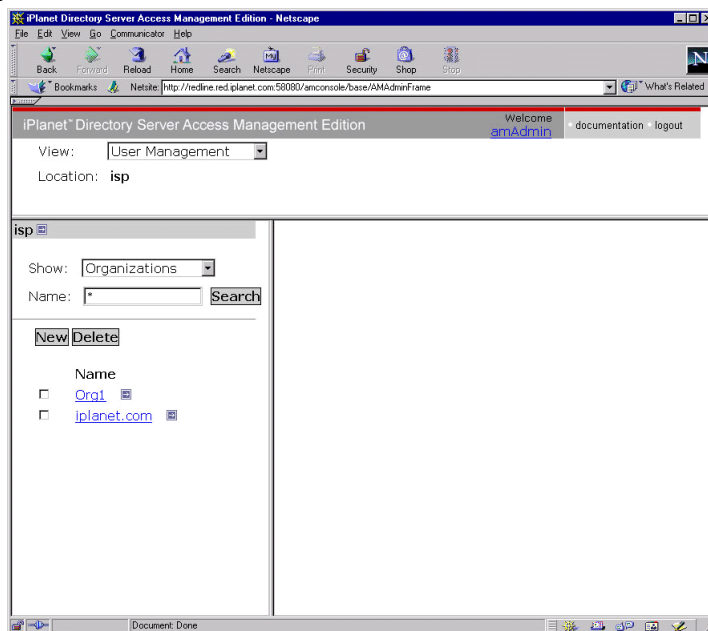 iPlanet Directory Server Access Management Edition - Netscape
File Edit View Go Communicator Help
Back Forward Reload Home Search Netscape Print Security Shop Stop
Bookmarks Netsite: http://redline.red.iplanet.com:58080/amconsole/base/AMAdminFrame What's Related
iPlanet™ Directory Server Access Management Edition
Welcome
amAdmin
documentation logout
View: User Management
Location: isp
isp
Show: Organizations
Name: * Search
New Delete
Name
Org1
iplanet.com
Document: Done